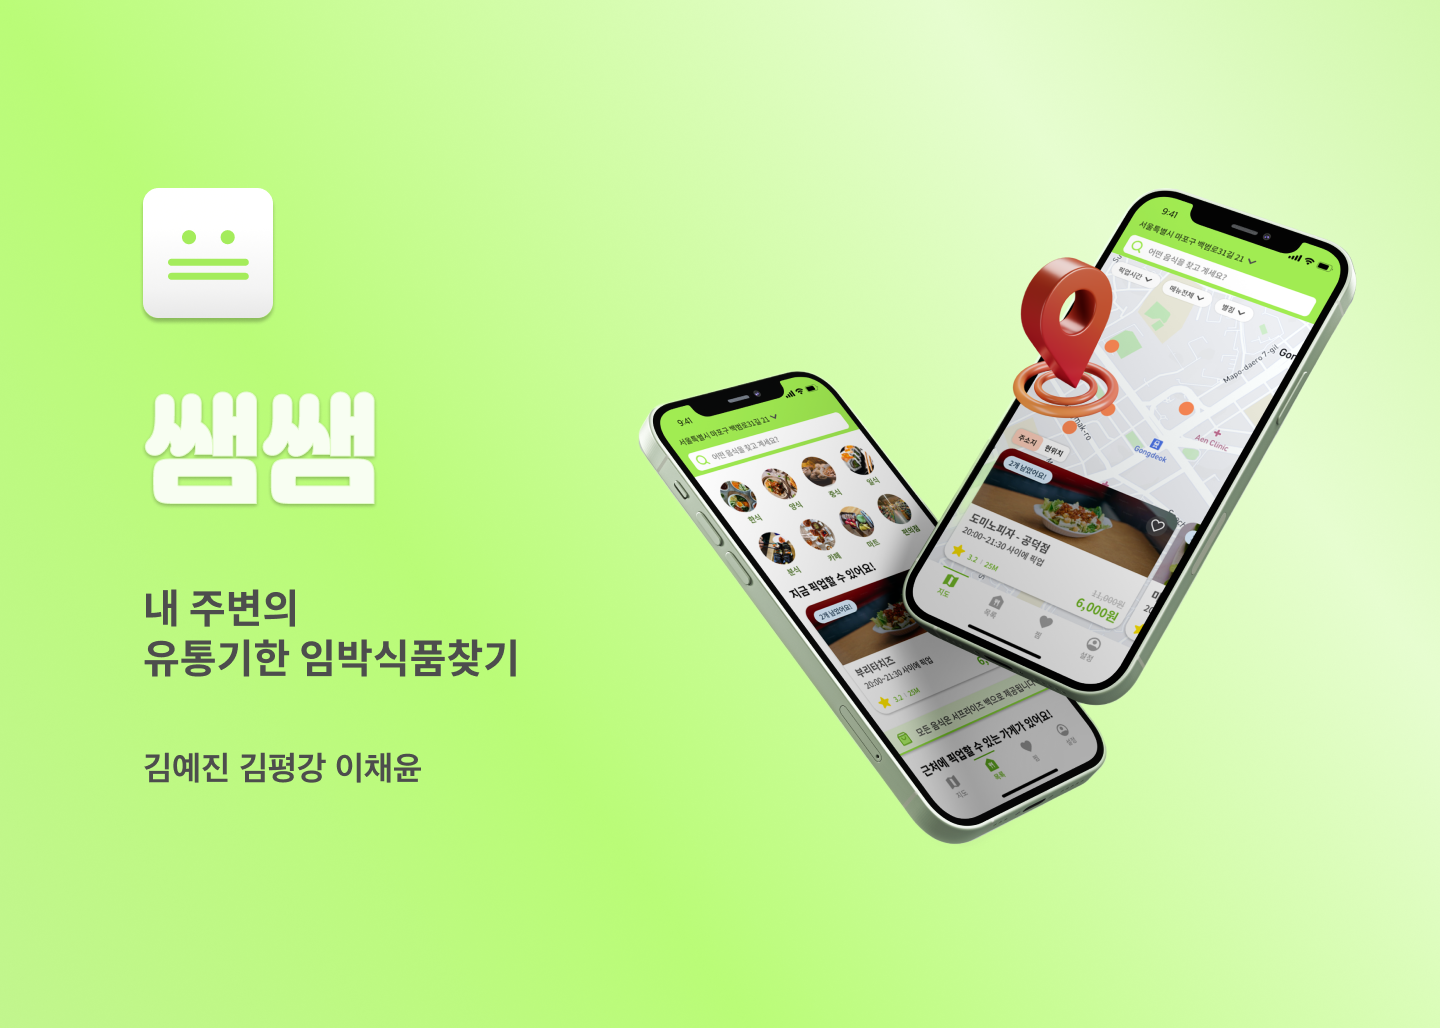 쌤쌤
내 주변의
유통기한 임박식품찾기
김예진 김평강 이채윤
9:41
서울특별시 마포구 백범로31길 21
어떤 음식을 찾고 계세요?
한식
양식
중식
일식
분식
카페
마트
편의점
지금 픽업할 수 있어요!
2개 남았어요!
부리타치즈
20:00~21:30 사이에 픽업
3.2
25M
모든 음식은 서프라이즈 백으로 제공됩니다
근처에 픽업할 수 있는 가게가 있어요!
지도
목록
찜
설정
9:41
서울특별시 마포구 백범로31길 21
어떤 음식을 찾고 계세요?
픽업시간
메뉴전체
별점
Mapo-daero 7-gil
Gon
mak-ro
Gongdeok
Aen Clinic
주소지
현위치
2개 남았어요!
도미노피자 - 공덕점
20:00~21:30 사이에 픽업
3.2
25M
11,000원
6,000원
지도
목록
찜
설정